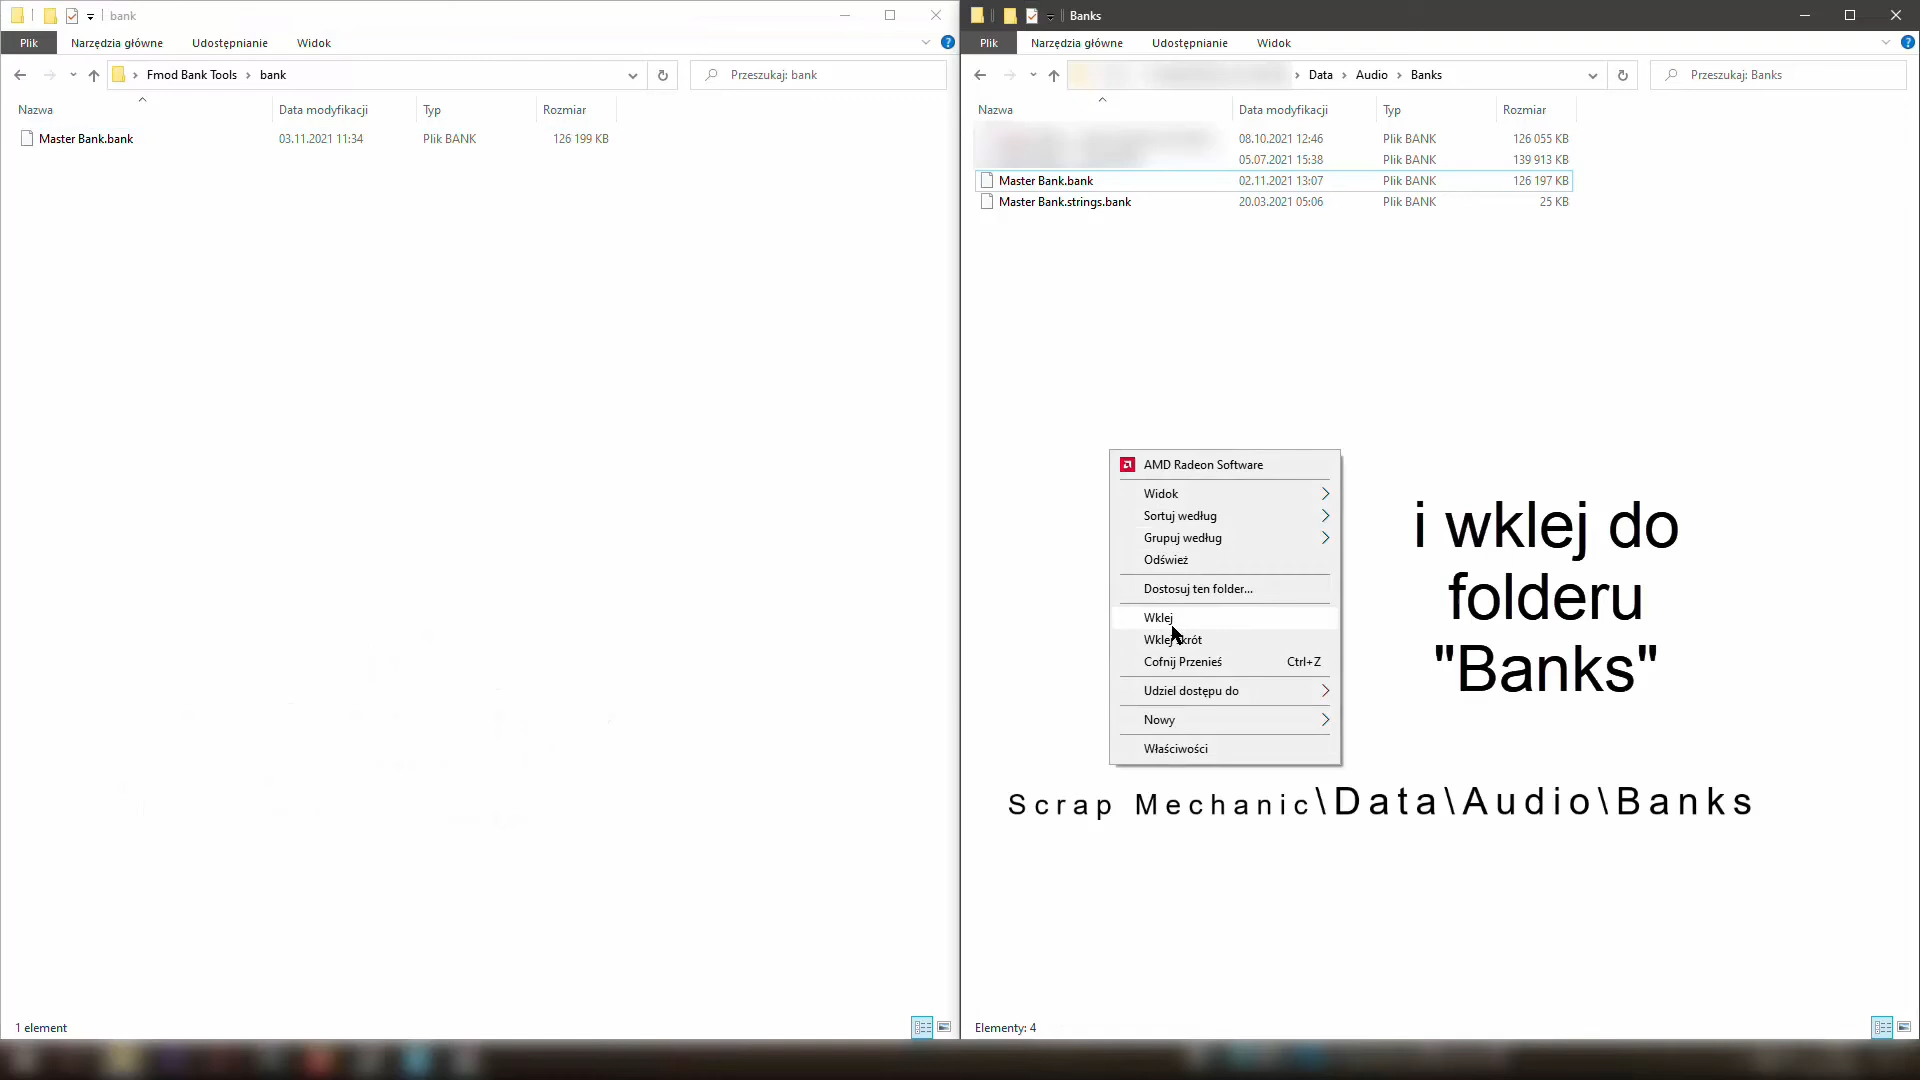 bank
Plik
Narzędzia główne
Udostępnianie
Widok
Fmod Bank Tools
bank
Przeszukaj: bank
Nazwa
Data modyfikacji
Typ
Rozmiar
Master Bank.bank
03.11.2021 11:34
Plik BANK
126 199 KB
1 element
Banks
Plik
Narzędzia główne
Udostępnianie
Widok
Data
Audio
Banks
Przeszukaj: Banks
Nazwa
Data modyfikacji
Typ
Rozmiar
08.10.2021 12:46
Plik BANK
126 055 KB
05.07.2021 15:38
Plik BANK
139 913 KB
Master Bank.bank
02.11.2021 13:07
Plik BANK
126 197 KB
Master Bank.strings.bank
20.03.2021 05:06
Plik BANK
25 KB
AMD Radeon Software
Widok
Sortuj według
Grupuj według
Odśwież
Dostosuj ten folder...
Wklej
Wklej skrót
Cofnij Przenieś
Ctrl+Z
Udziel dostępu do
Nowy
Właściwości
i wklej do
folderu
"Banks"
Scrap Mechanic\Data\Audio\Banks
Elementy: 4